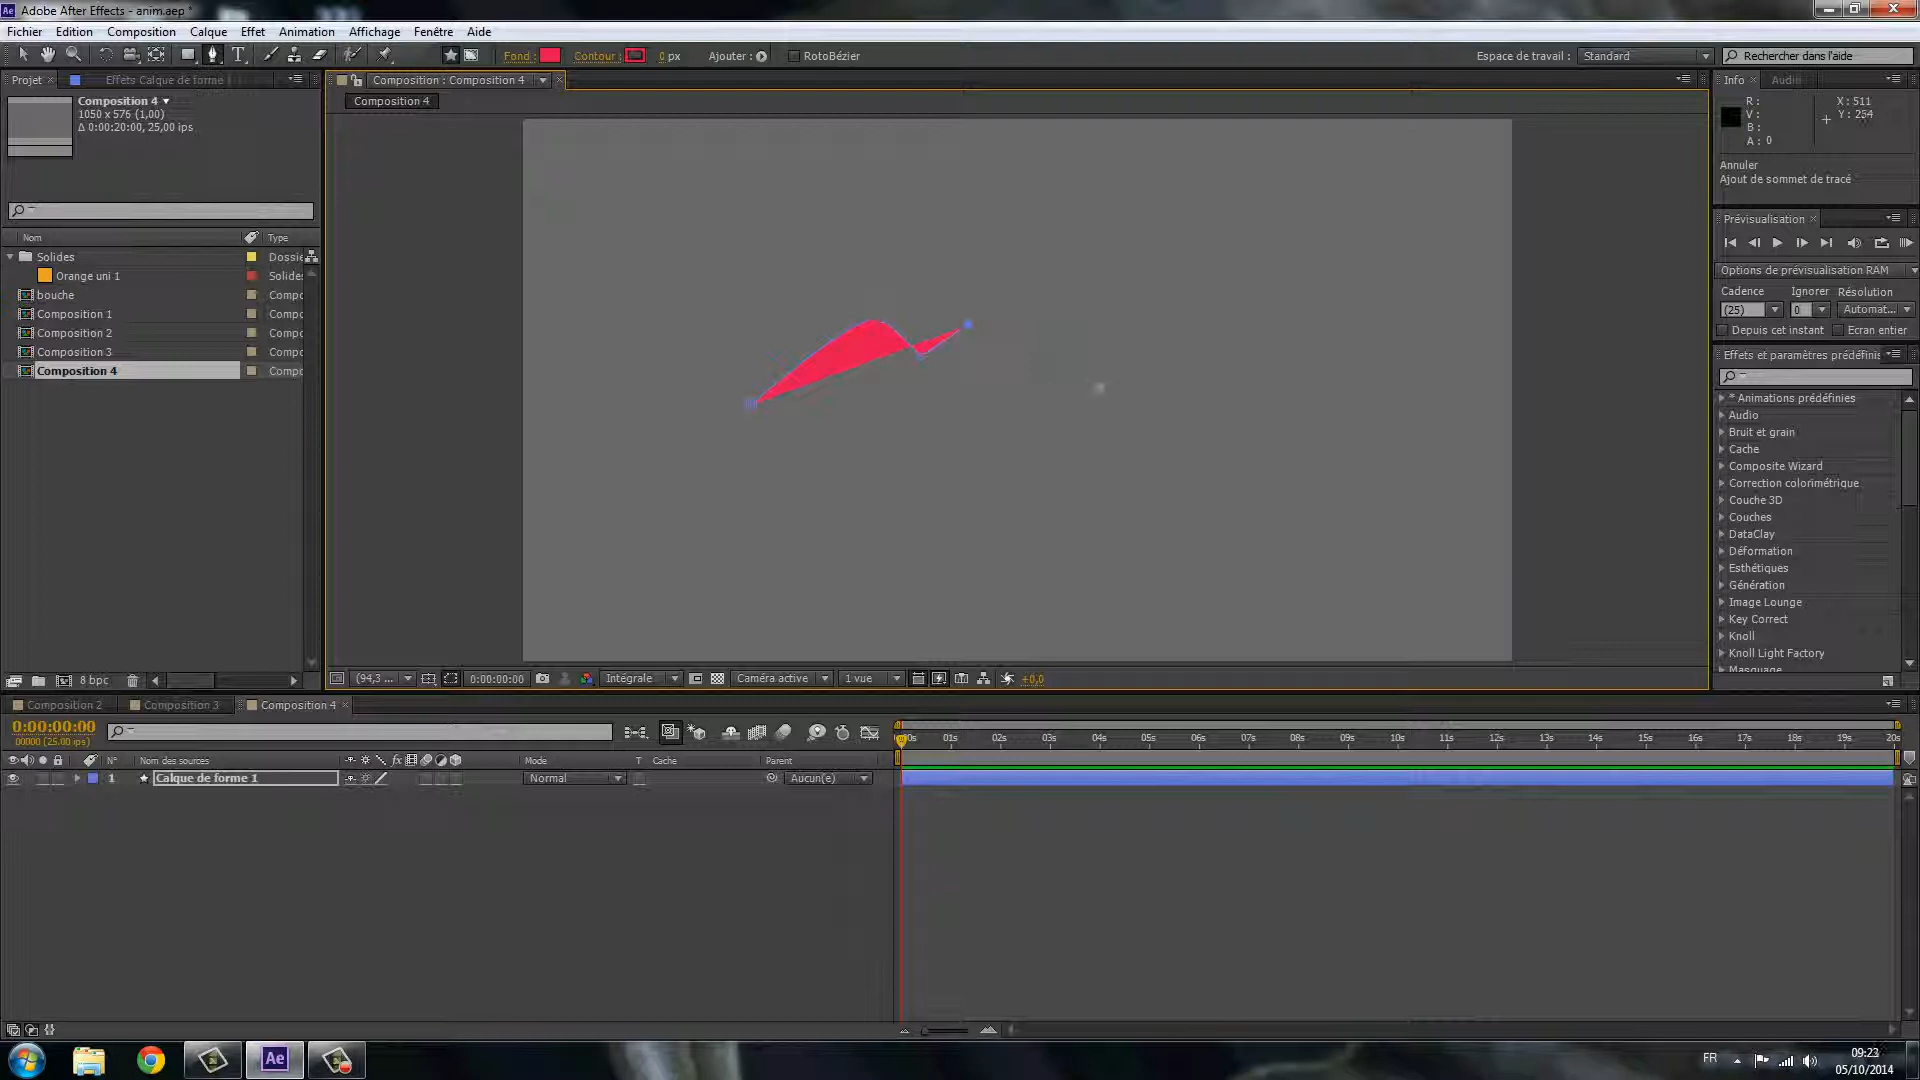 Adobe After Effects - anim.aep *
Fichier Edition Composition Calque Effet Animation Affichage Fenêtre Aide
Fond : Contour : 0 px Ajouter : RotoBézier Espace de travail : Standard Rechercher dans l'aide
Projet Effets Calque de forme Composition : Composition 4 Info Audio
Composition 4
1050 x 576 (1,00)
Δ 0:00:20:00, 25,00 ips
Composition 4
R :
V :
B :
A : 0
X : 511
Y : 254
Annuler
Ajout de sommet de tracé
Prévisualisation
Options de prévisualisation RAM
Cadence Ignorer Résolution
(25) 0 Automat...
Depuis cet instant Ecran entier
Nom Type
Solides Dossie
Orange uni 1 Solides
bouche Compo
Composition 1 Compo
Composition 2 Compo
Composition 3 Compo
Composition 4 Compo
Effets et paramètres prédéfinis
* Animations prédéfinies
Audio
Bruit et grain
Cache
Composite Wizard
Correction colorimétrique
Couche 3D
Couches
DataClay
Déformation
Esthétiques
Génération
Image Lounge
Key Correct
Knoll
Knoll Light Factory
Masquage
8 bpc
(94,3 ... 0:00:00:00 Intégrale Caméra active 1 vue +0,0
Composition 2 Composition 3 Composition 4
0:00:00:00
00000 (25.00 ips)
00s 01s 02s 03s 04s 05s 06s 07s 08s 09s 10s 11s 12s 13s 14s 15s 16s 17s 18s 19s 20s
N° Nom des sources fx Mode T Cache Parent
1 Calque de forme 1 Normal Aucun(e)
Ae
FR
09:23
05/10/2014